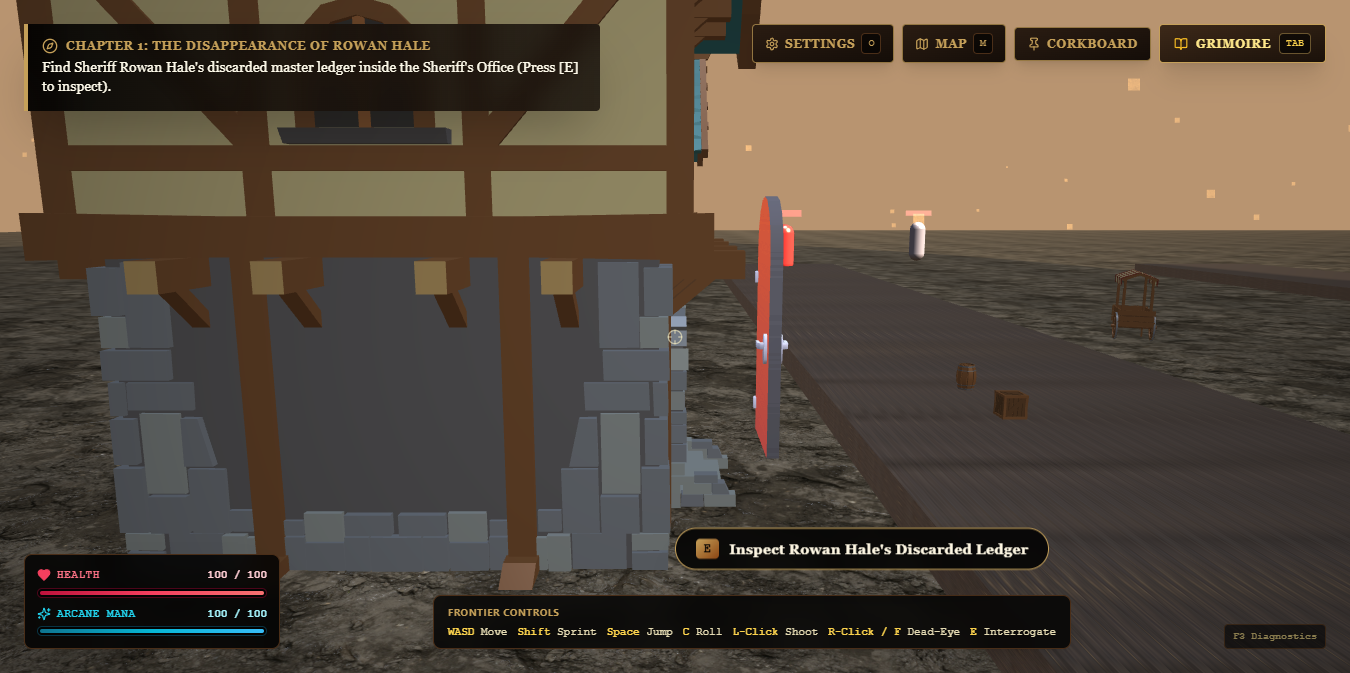 CHAPTER 1: THE DISAPPEARANCE OF ROWAN HALE
Find Sheriff Rowan Hale's discarded master ledger inside the Sheriff's Office (Press [E]
to inspect).
SETTINGS O
MAP M
CORKBOARD
GRIMOIRE TAB
E Inspect Rowan Hale's Discarded Ledger
HEALTH 100 / 100
ARCANE MANA 100 / 100
FRONTIER CONTROLS
WASD Move Shift Sprint Space Jump C Roll L-Click Shoot R-Click / F Dead-Eye E Interrogate
F3 Diagnostics